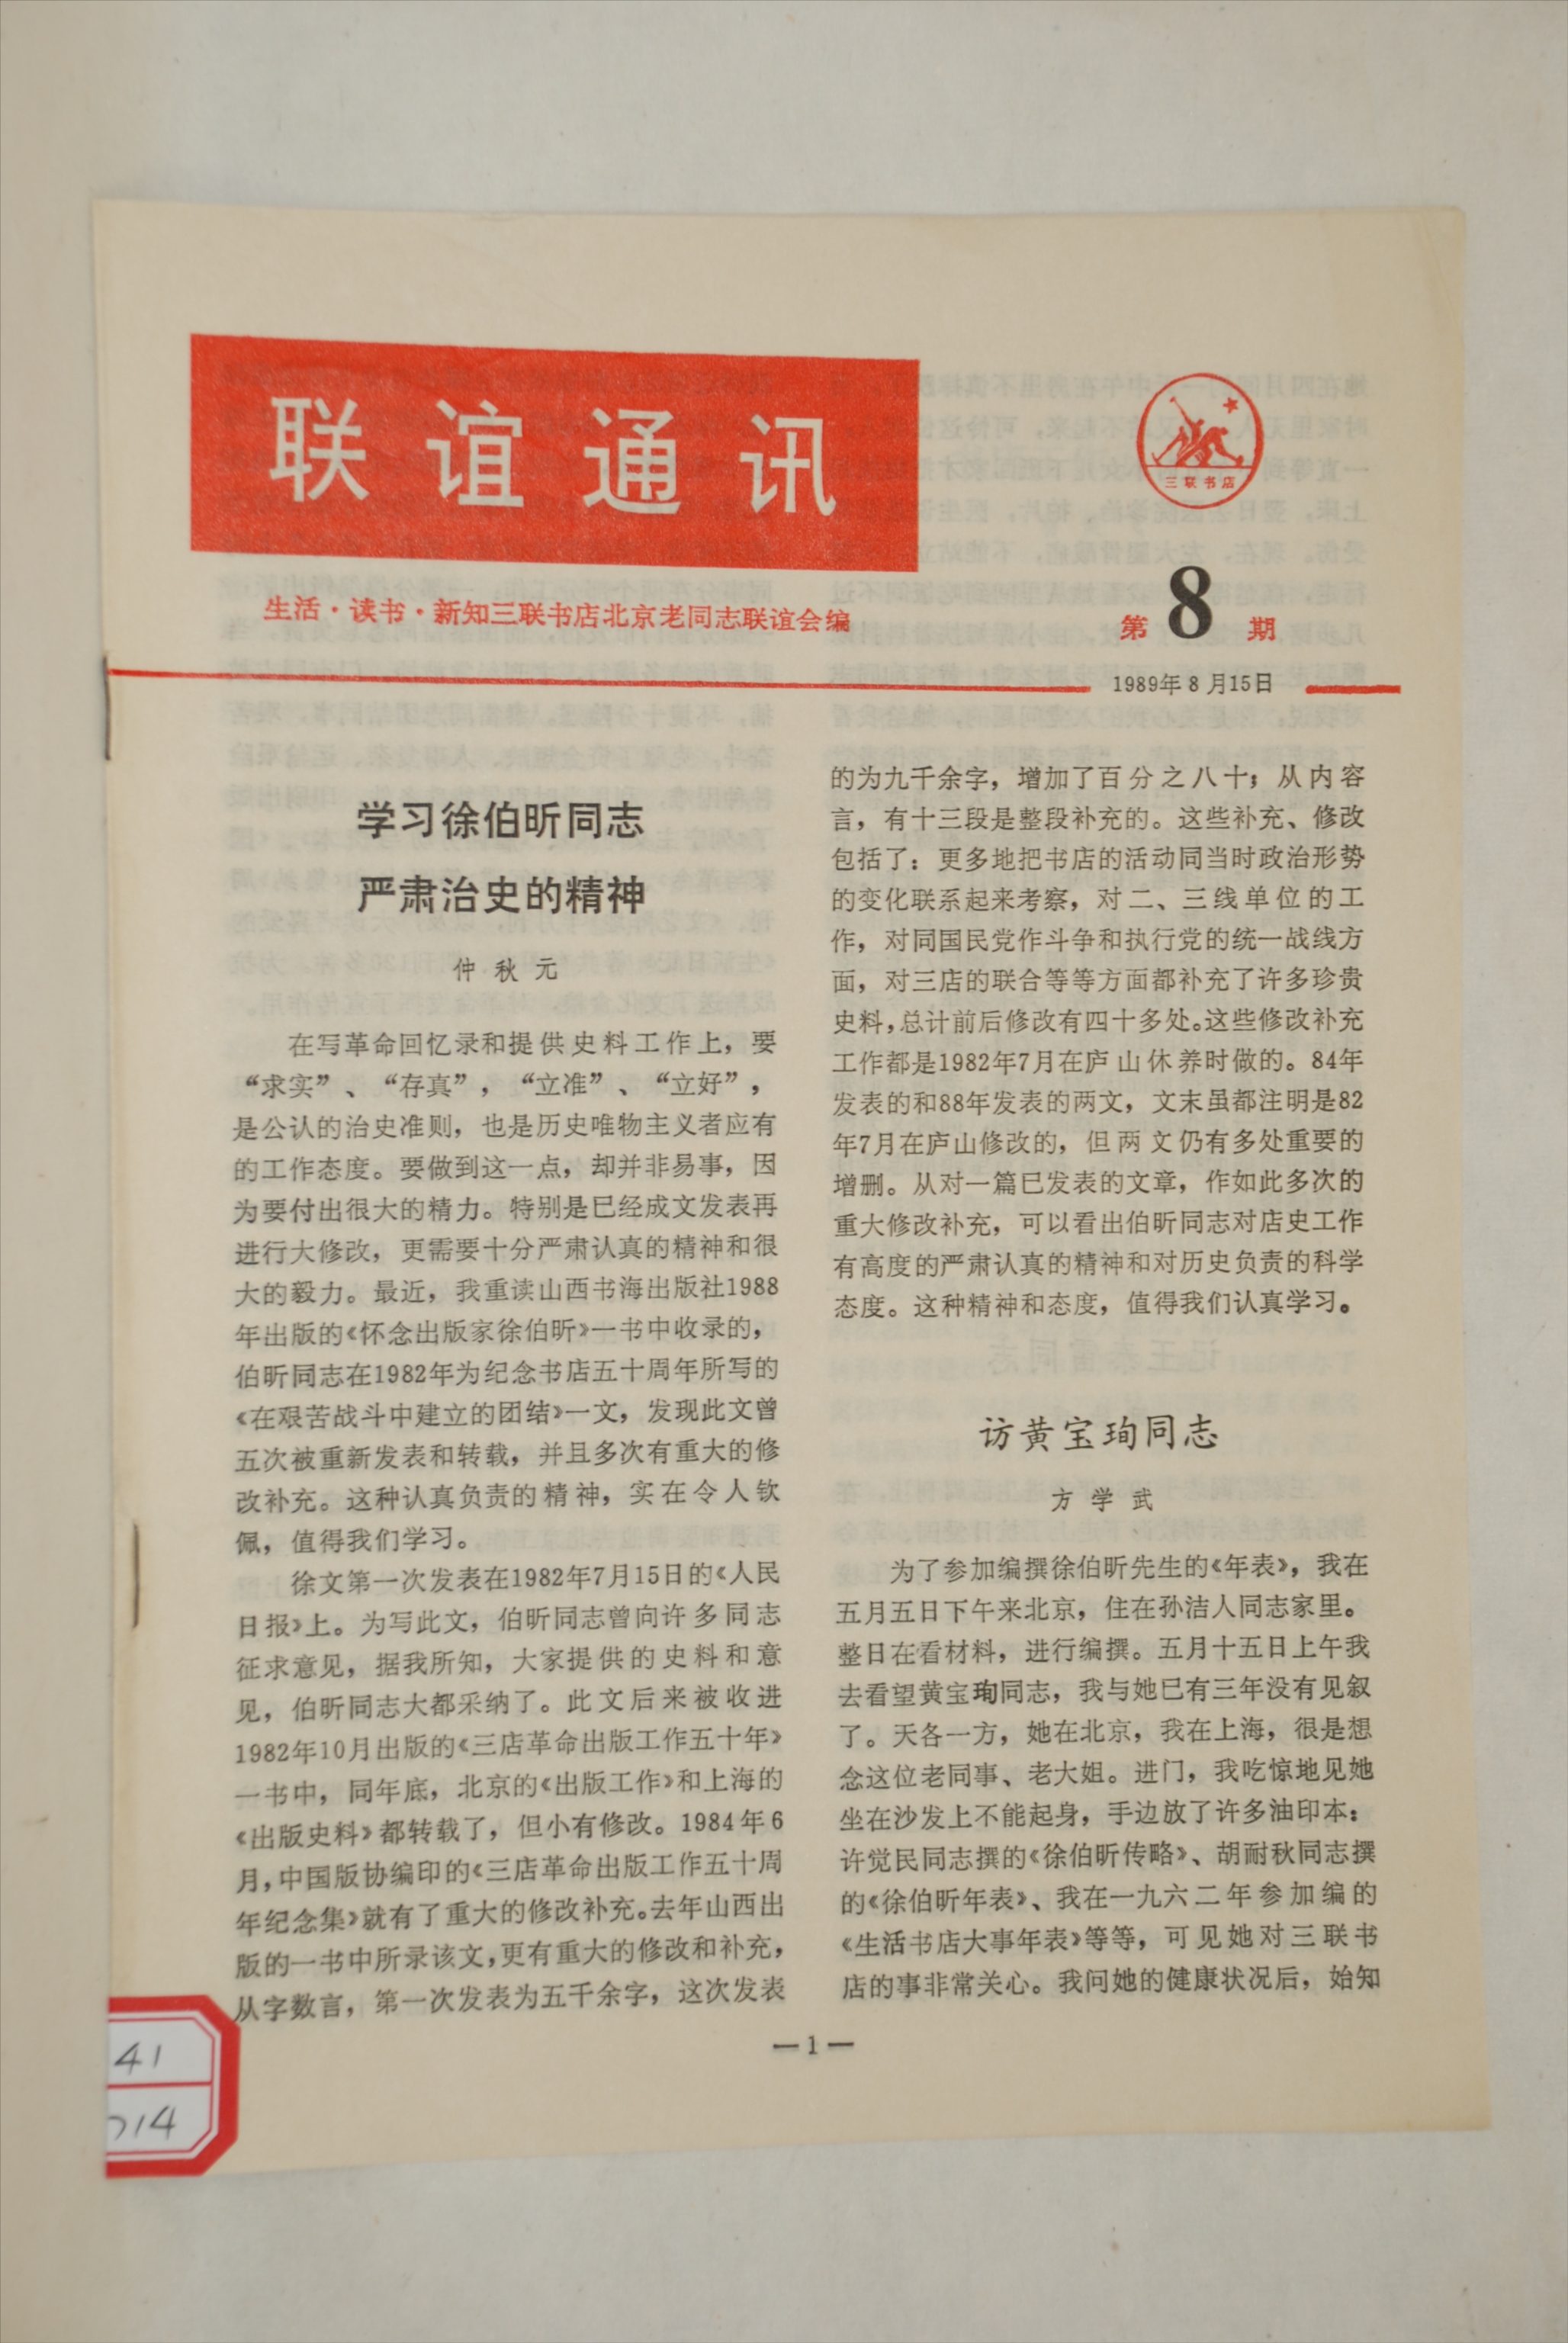 联谊通讯
三联书店
生活·读书·新知三联书店北京老同志联谊会编
第8期
1989年8月15日
学习徐伯昕同志
严肃治史的精神
仲秋元
在写革命回忆录和提供史料工作上，要
“求实”、“存真”，“立准”、“立好”，
是公认的治史准则，也是历史唯物主义者应有
的工作态度。要做到这一点，却并非易事，因
为要付出很大的精力。特别是已经成文发表再
进行大修改，更需要十分严肃认真的精神和很
大的毅力。最近，我重读山西书海出版社1988
年出版的《怀念出版家徐伯昕》一书中收录的，
伯昕同志在1982年为纪念书店五十周年所写的
《在艰苦战斗中建立的团结》一文，发现此文曾
五次被重新发表和转载，并且多次有重大的修
改补充。这种认真负责的精神，实在令人钦
佩，值得我们学习。
徐文第一次发表在1982年7月15日的《人民
日报》上。为写此文，伯昕同志曾向许多同志
征求意见，据我所知，大家提供的史料和意
见，伯昕同志大都采纳了。此文后来被收进
1982年10月出版的《三店革命出版工作五十年》
一书中，同年底，北京的《出版工作》和上海的
《出版史料》都转载了，但小有修改。1984年6
月，中国版协编印的《三店革命出版工作五十周
年纪念集》就有了重大的修改补充。去年山西出
版的一书中所录该文，更有重大的修改和补充，
从字数言，第一次发表为五千余字，这次发表
的为九千余字，增加了百分之八十；从内容
言，有十三段是整段补充的。这些补充、修改
包括了：更多地把书店的活动同当时政治形势
的变化联系起来考察，对二、三线单位的工
作，对同国民党作斗争和执行党的统一战线方
面，对三店的联合等等方面都补充了许多珍贵
史料，总计前后修改有四十多处。这些修改补充
工作都是1982年7月在庐山休养时做的。84年
发表的和88年发表的两文，文末虽都注明是82
年7月在庐山修改的，但两文仍有多处重要的
增删。从对一篇已发表的文章，作如此多次的
重大修改补充，可以看出伯昕同志对店史工作
有高度的严肃认真的精神和对历史负责的科学
态度。这种精神和态度，值得我们认真学习。
访黄宝珣同志
方学武
为了参加编撰徐伯昕先生的《年表》，我在
五月五日下午来北京，住在孙洁人同志家里。
整日在看材料，进行编撰。五月十五日上午我
去看望黄宝珣同志，我与她已有三年没有见叙
了。天各一方，她在北京，我在上海，很是想
念这位老同事、老大姐。进门，我吃惊地见她
坐在沙发上不能起身，手边放了许多油印本：
许觉民同志撰的《徐伯昕传略》、胡耐秋同志撰
的《徐伯昕年表》、我在一九六二年参加编的
《生活书店大事年表》等等，可见她对三联书
店的事非常关心。我问她的健康状况后，始知
—1—
41
14